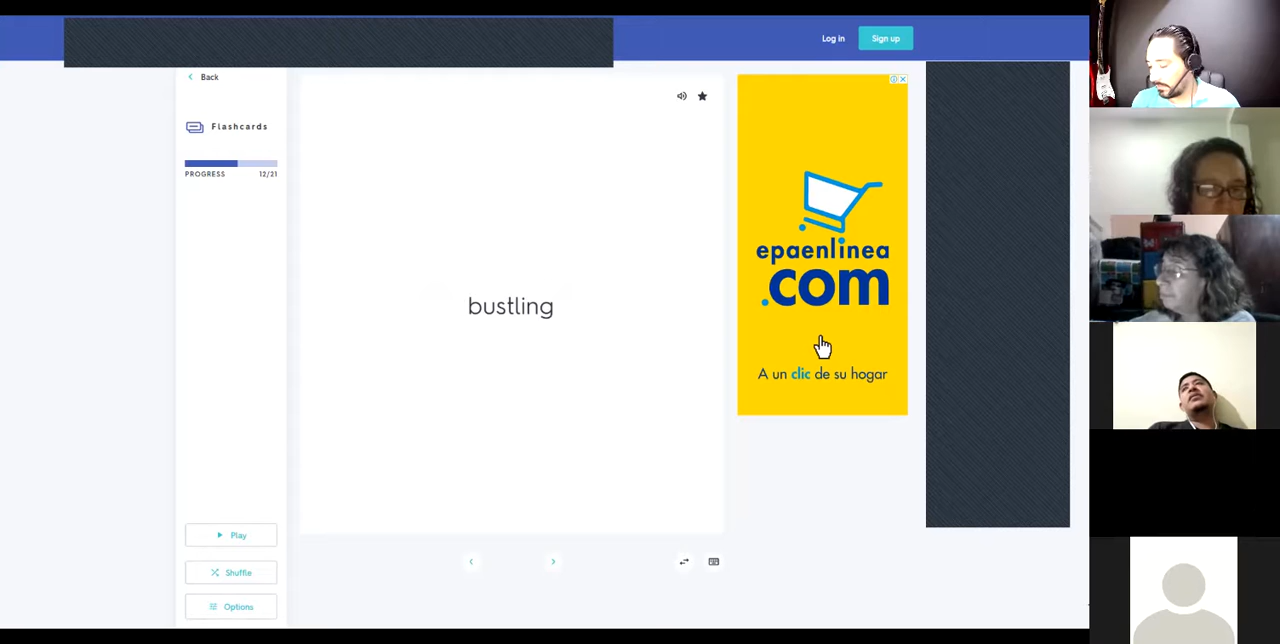 Log in
Sign up
Back
Flashcards
PROGRESS 12/21
bustling
epaenlinea
.com
A un clic de su hogar
Play
Shuffle
Options